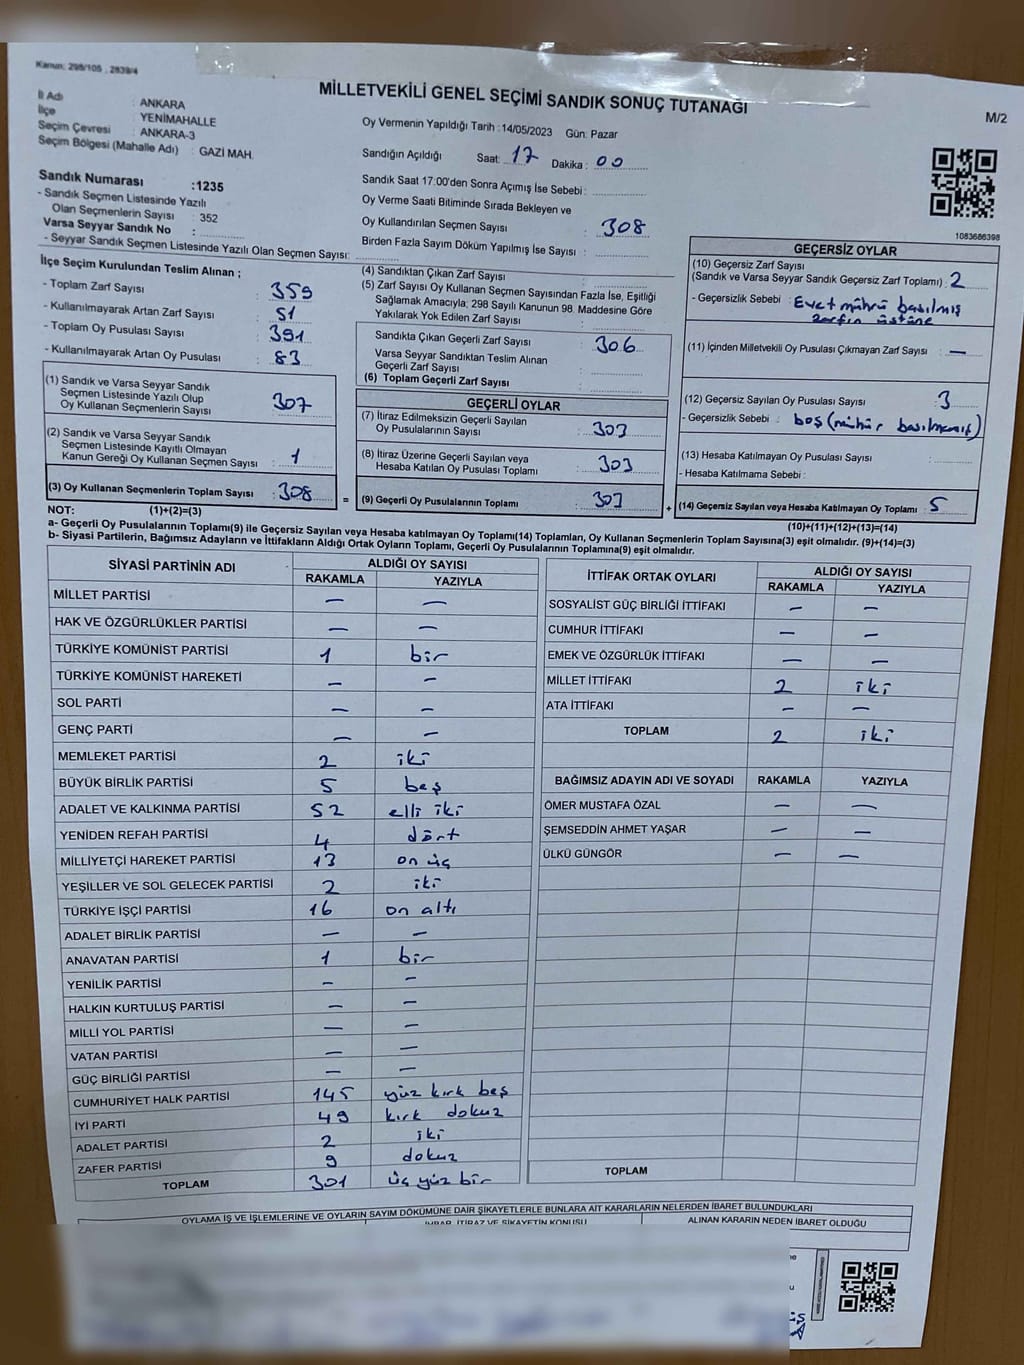 Kanun: 298/105 , 2839/4
MİLLETVEKİLİ GENEL SEÇİMİ SANDIK SONUÇ TUTANAĞI
M/2
İl Adı : ANKARA
İlçe : YENİMAHALLE
Seçim Çevresi : ANKARA-3
Seçim Bölgesi (Mahalle Adı) : GAZİ MAH.
Sandık Numarası :1235
- Sandık Seçmen Listesinde Yazılı
Olan Seçmenlerin Sayısı : 352
Varsa Seyyar Sandık No :
- Seyyar Sandık Seçmen Listesinde Yazılı Olan Seçmen Sayısı:
Oy Vermenin Yapıldığı Tarih :14/05/2023 Gün: Pazar
Sandığın Açıldığı Saat: 17 Dakika : 00
Sandık Saat 17:00'den Sonra Açımış İse Sebebi :
Oy Verme Saati Bitiminde Sırada Bekleyen ve
Oy Kullandırılan Seçmen Sayısı : 308
Birden Fazla Sayım Döküm Yapılmış İse Sayısı :
1083686398
İlçe Seçim Kurulundan Teslim Alınan ;
- Toplam Zarf Sayısı : 359
- Kullanılmayarak Artan Zarf Sayısı : 51
- Toplam Oy Pusulası Sayısı : 391
- Kullanılmayarak Artan Oy Pusulası : 83
(1) Sandık ve Varsa Seyyar Sandık
Seçmen Listesinde Yazılı Olup
Oy Kullanan Seçmenlerin Sayısı : 307
(2) Sandık ve Varsa Seyyar Sandık
Seçmen Listesinde Kayıtlı Olmayan
Kanun Gereği Oy Kullanan Seçmen Sayısı : 1
(3) Oy Kullanan Seçmenlerin Toplam Sayısı : 308
(4) Sandıktan Çıkan Zarf Sayısı :
(5) Zarf Sayısı Oy Kullanan Seçmen Sayısından Fazla İse, Eşitliği
Sağlamak Amacıyla; 298 Sayılı Kanunun 98. Maddesine Göre
Yakılarak Yok Edilen Zarf Sayısı :
Sandıkta Çıkan Geçerli Zarf Sayısı : 306
Varsa Seyyar Sandıktan Teslim Alınan
Geçerli Zarf Sayısı :
(6) Toplam Geçerli Zarf Sayısı :
GEÇERLİ OYLAR
(7) İtiraz Edilmeksizin Geçerli Sayılan
Oy Pusulalarının Sayısı : 303
(8) İtiraz Üzerine Geçerli Sayılan veya
Hesaba Katılan Oy Pusulası Toplamı : 303
= (9) Geçerli Oy Pusulalarının Toplamı : 303
GEÇERSİZ OYLAR
(10) Geçersiz Zarf Sayısı
(Sandık ve Varsa Seyyar Sandık Geçersiz Zarf Toplamı) : 2
- Geçersizlik Sebebi : Evet mührü basılmış
zarfın üstüne
(11) İçinden Milletvekili Oy Pusulası Çıkmayan Zarf Sayısı : —
(12) Geçersiz Sayılan Oy Pusulası Sayısı : 3
- Geçersizlik Sebebi : boş (mühür basılmamış)
(13) Hesaba Katılmayan Oy Pusulası Sayısı :
- Hesaba Katılmama Sebebi :
+ (14) Geçersiz Sayılan veya Hesaba Katılmayan Oy Toplamı : 5
NOT: (1)+(2)=(3)
(10)+(11)+(12)+(13)=(14)
a- Geçerli Oy Pusulalarının Toplamı(9) ile Geçersiz Sayılan veya Hesaba katılmayan Oy Toplamı(14) Toplamları, Oy Kullanan Seçmenlerin Toplam Sayısına(3) eşit olmalıdır. (9)+(14)=(3)
b- Siyasi Partilerin, Bağımsız Adayların ve İttifakların Aldığı Ortak Oyların Toplamı, Geçerli Oy Pusulalarının Toplamına(9) eşit olmalıdır.
SİYASİ PARTİNİN ADI ALDIĞI OY SAYISI
RAKAMLA YAZIYLA
MİLLET PARTİSİ — —
HAK VE ÖZGÜRLÜKLER PARTİSİ — —
TÜRKİYE KOMÜNİST PARTİSİ 1 bir
TÜRKİYE KOMÜNİST HAREKETİ — —
SOL PARTİ — —
GENÇ PARTİ — —
MEMLEKET PARTİSİ 2 iki
BÜYÜK BİRLİK PARTİSİ 5 beş
ADALET VE KALKINMA PARTİSİ 52 elli iki
YENİDEN REFAH PARTİSİ 4 dört
MİLLİYETÇİ HAREKET PARTİSİ 13 on üç
YEŞİLLER VE SOL GELECEK PARTİSİ 2 iki
TÜRKİYE İŞÇİ PARTİSİ 16 on altı
ADALET BİRLİK PARTİSİ — —
ANAVATAN PARTİSİ 1 bir
YENİLİK PARTİSİ — —
HALKIN KURTULUŞ PARTİSİ — —
MİLLİ YOL PARTİSİ — —
VATAN PARTİSİ — —
GÜÇ BİRLİĞİ PARTİSİ — —
CUMHURİYET HALK PARTİSİ 145 yüz kırk beş
İYİ PARTİ 49 kırk dokuz
ADALET PARTİSİ 2 iki
ZAFER PARTİSİ 9 dokuz
TOPLAM 301 üç yüz bir
İTTİFAK ORTAK OYLARI ALDIĞI OY SAYISI
RAKAMLA YAZIYLA
SOSYALİST GÜÇ BİRLİĞİ İTTİFAKI — —
CUMHUR İTTİFAKI — —
EMEK VE ÖZGÜRLÜK İTTİFAKI — —
MİLLET İTTİFAKI 2 iki
ATA İTTİFAKI — —
TOPLAM 2 iki
BAĞIMSIZ ADAYIN ADI VE SOYADI RAKAMLA YAZIYLA
ÖMER MUSTAFA ÖZAL — —
ŞEMSEDDİN AHMET YAŞAR — —
ÜLKÜ GÜNGÖR — —
TOPLAM
OYLAMA İŞ VE İŞLEMLERİNE VE OYLARIN SAYIM DÖKÜMÜNE DAİR ŞİKAYETLERLE BUNLARA AİT KARARLARIN NELERDEN İBARET BULUNDUKLARI
İHBAR, İTİRAZ VE ŞİKAYETİN KONUSU ALINAN KARARIN NEDEN İBARET OLDUĞU